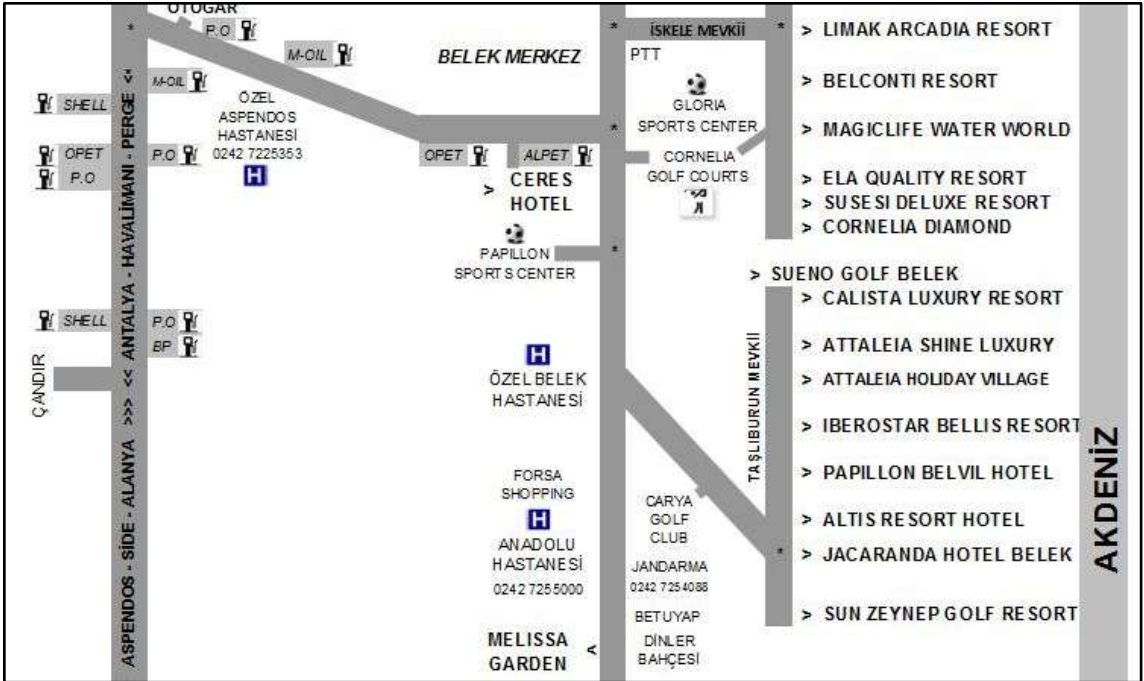 OTOGAR
P.O
M-OIL
M-OIL
SHELL
ÖZEL
ASPENDOS
HASTANESİ
0242 7225353
H
OPET
P.O
P.O
ASPENDOS - SİDE - ALANYA >>> << ANTALYA - HAVALİMANI - PERGE <<
SHELL
P.O
BP
ÇANDIR
BELEK MERKEZ
OPET
ALPET
> CERES
HOTEL
PAPILLON
SPORTS CENTER
H
ÖZEL BELEK
HASTANESİ
FORSA
SHOPPING
H
ANADOLU
HASTANESİ
0242 7255000
MELISSA <
GARDEN
* İSKELE MEVKİİ *
PTT
GLORIA
SPORTS CENTER
*
CORNELIA
GOLF COURTS
*
CARYA
GOLF
CLUB
JANDARMA
0242 7254088
BETUYAP
DİNLER
BAHÇESİ
TAŞLIBURUN MEVKİİ
*
> LIMAK ARCADIA RESORT
> BELCONTI RESORT
> MAGICLIFE WATER WORLD
> ELA QUALITY RESORT
> SUSESI DELUXE RESORT
> CORNELIA DIAMOND
> SUENO GOLF BELEK
> CALISTA LUXURY RESORT
> ATTALEIA SHINE LUXURY
> ATTALEIA HOLIDAY VILLAGE
> IBEROSTAR BELLIS RESORT
> PAPILLON BELVIL HOTEL
> ALTIS RESORT HOTEL
> JACARANDA HOTEL BELEK
> SUN ZEYNEP GOLF RESORT
AKDENİZ